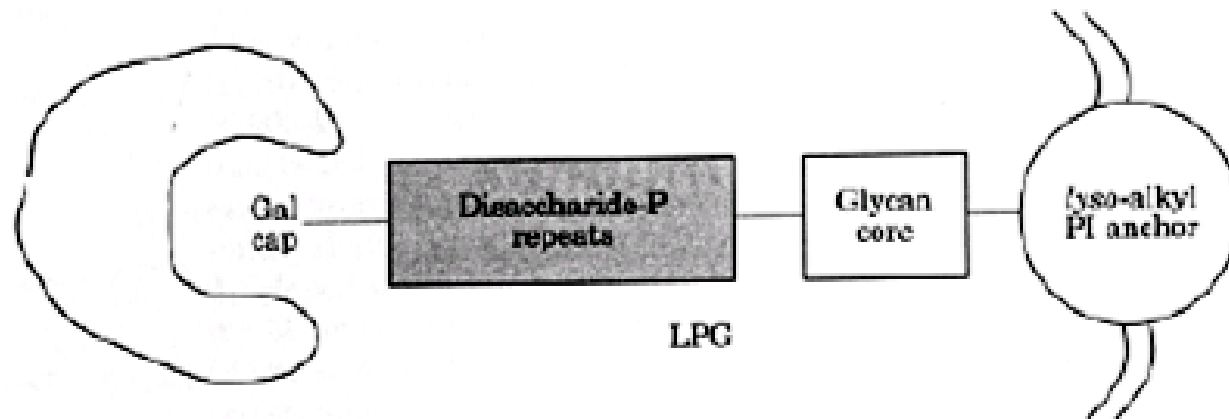 Gal
cap
Disaccharide-P
repeats
Glycan
core
lyso-alkyl
PI anchor
LPG